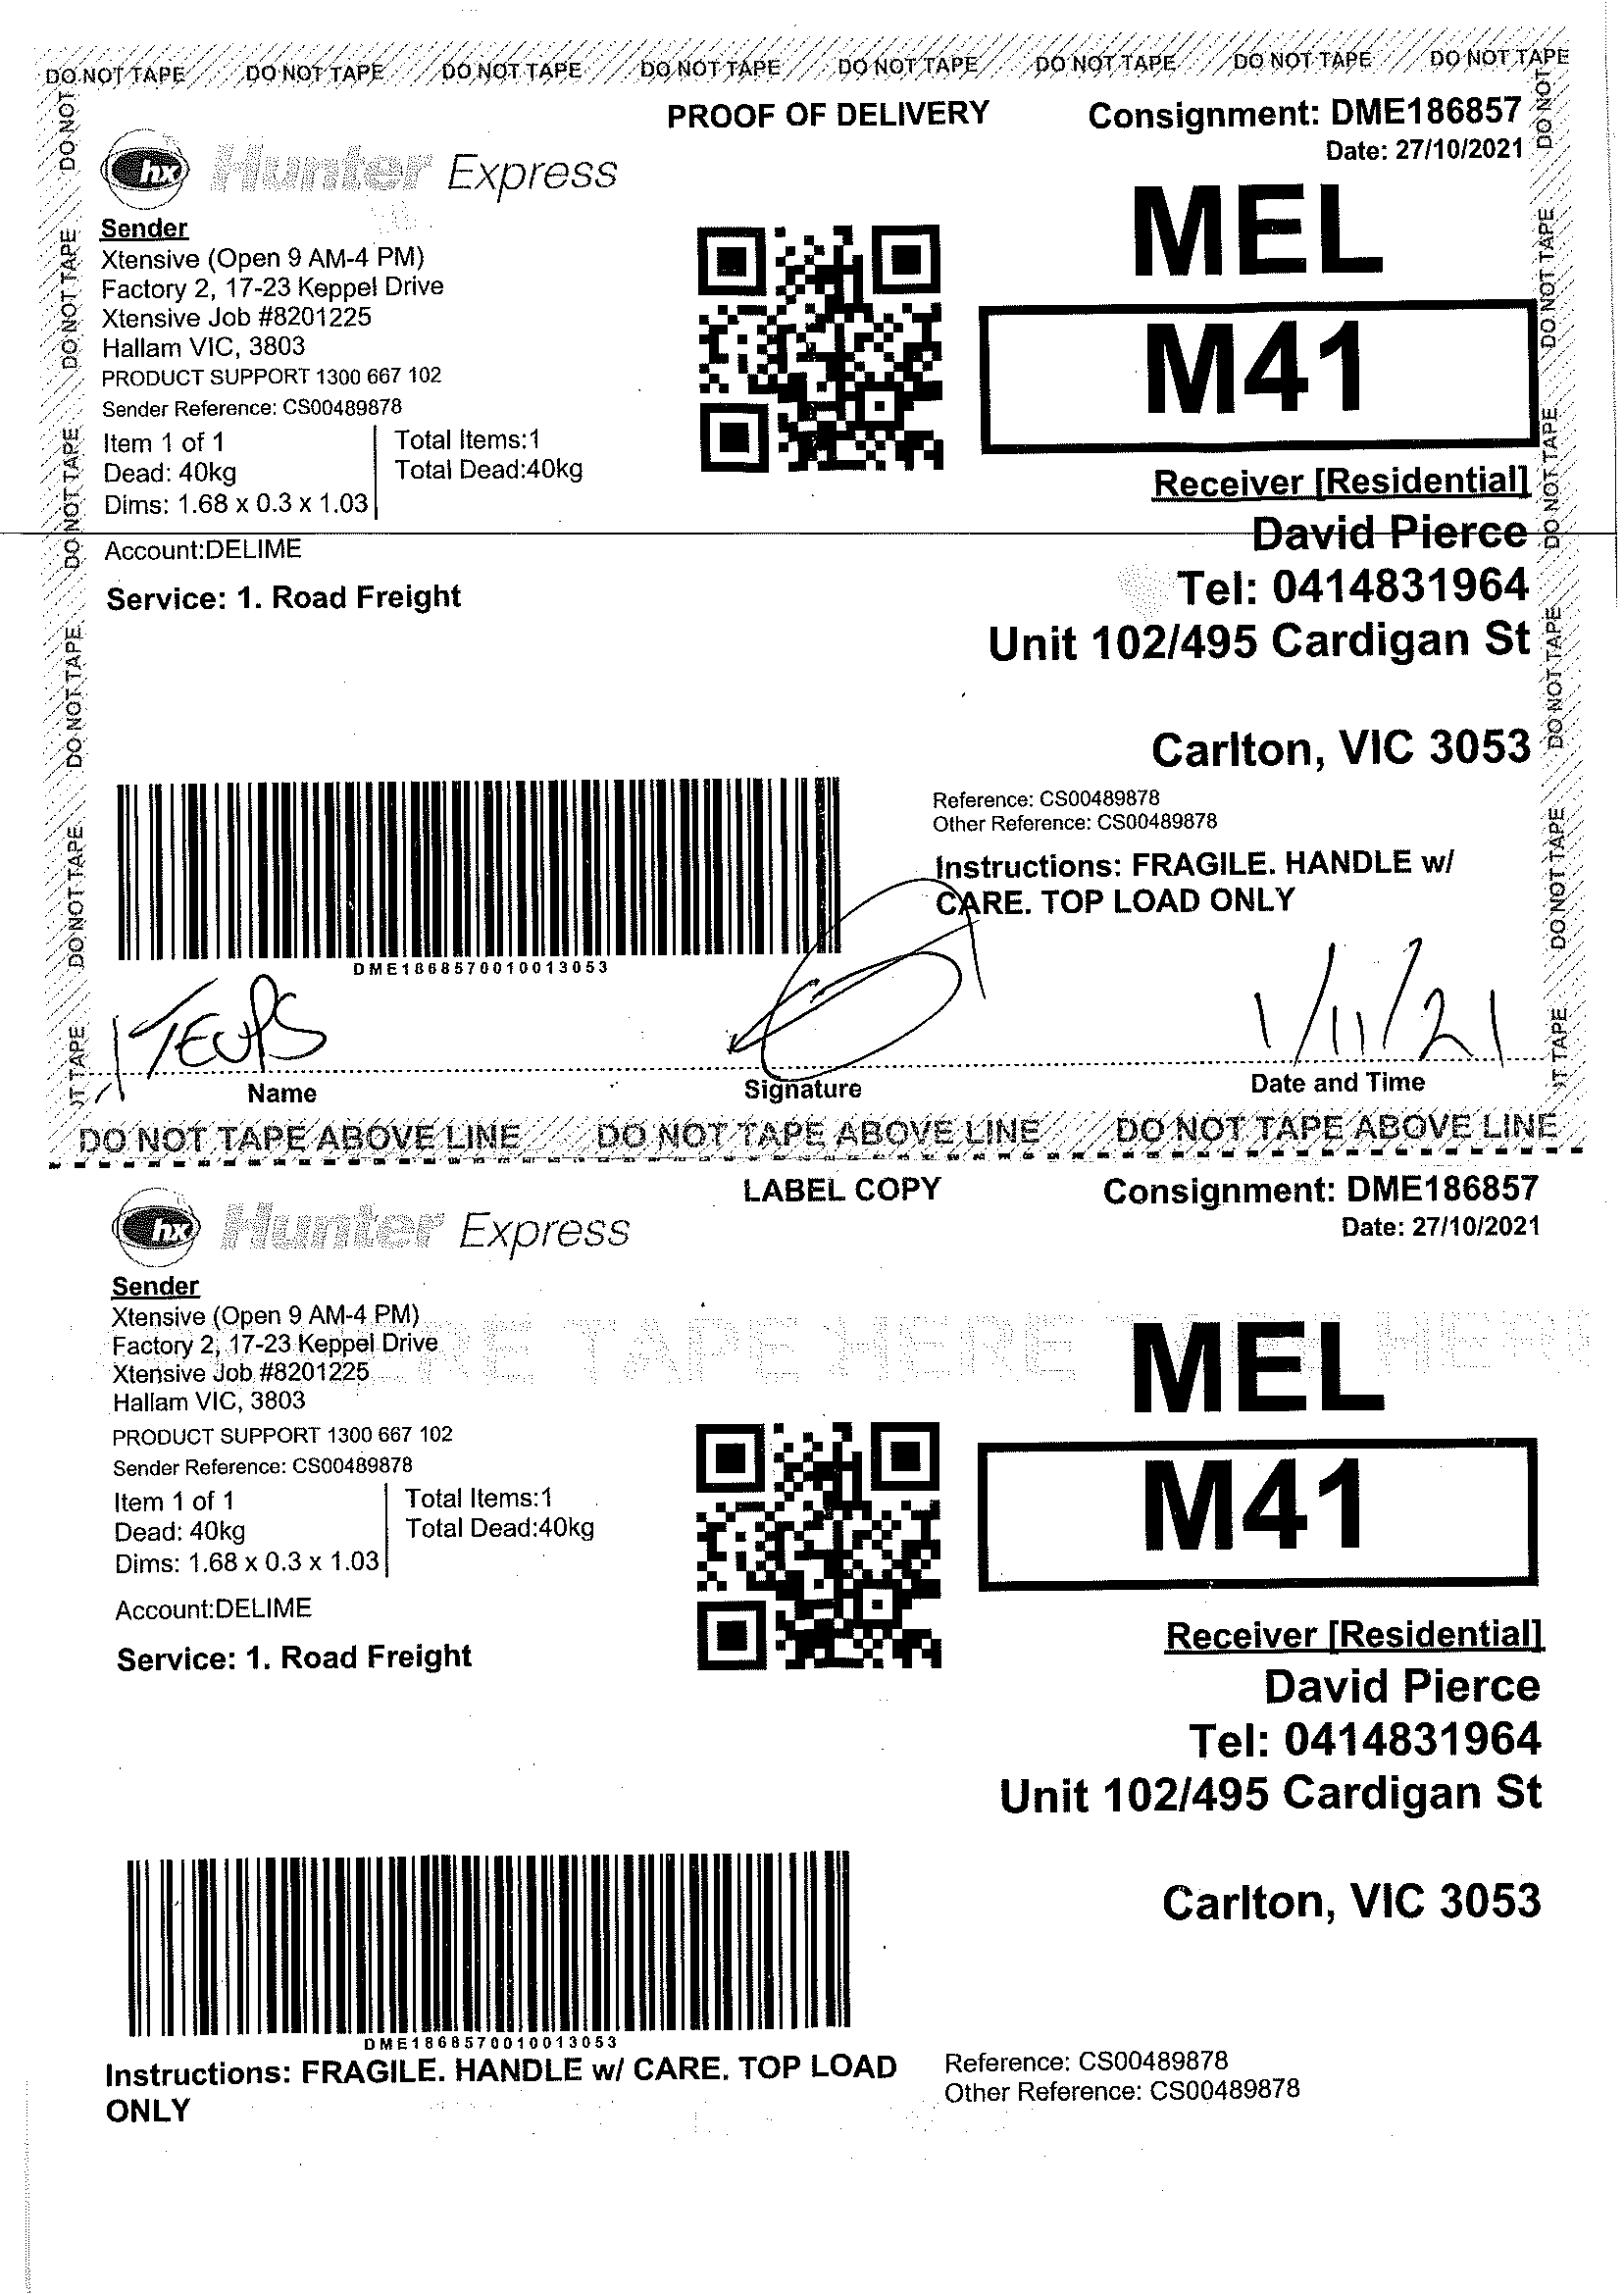 DO NOT TAPE DO NOT TAPE DO NOT TAPE DO NOT TAPE DO NOT TAPE DO NOT TAPE DO NOT TAPE DO NOT TAPE
PROOF OF DELIVERY
Consignment: DME186857
Date: 27/10/2021
hx Hunter Express
MEL
M41
Sender
Xtensive (Open 9 AM-4 PM)
Factory 2, 17-23 Keppel Drive
Xtensive Job #8201225
Hallam VIC, 3803
PRODUCT SUPPORT 1300 667 102
Sender Reference: CS00489878
Item 1 of 1
Dead: 40kg
Dims: 1.68 x 0.3 x 1.03
Total Items:1
Total Dead:40kg
Account:DELIME
Service: 1. Road Freight
Receiver [Residential]
David Pierce
Tel: 0414831964
Unit 102/495 Cardigan St
Carlton, VIC 3053
Reference: CS00489878
Other Reference: CS00489878
Instructions: FRAGILE. HANDLE w/
CARE. TOP LOAD ONLY
DME1868570010013053
1/11/21
Name
Signature
Date and Time
DO NOT TAPE ABOVE LINE DO NOT TAPE ABOVE LINE DO NOT TAPE ABOVE LINE
LABEL COPY
Consignment: DME186857
Date: 27/10/2021
hx Hunter Express
Sender
Xtensive (Open 9 AM-4 PM)
Factory 2, 17-23 Keppel Drive
Xtensive Job #8201225
Hallam VIC, 3803
PRODUCT SUPPORT 1300 667 102
Sender Reference: CS00489878
Item 1 of 1
Dead: 40kg
Dims: 1.68 x 0.3 x 1.03
Total Items:1
Total Dead:40kg
Account:DELIME
Service: 1. Road Freight
TAPE HERE
MEL
M41
Receiver [Residential]
David Pierce
Tel: 0414831964
Unit 102/495 Cardigan St
Carlton, VIC 3053
DME1868570010013053
Instructions: FRAGILE. HANDLE w/ CARE. TOP LOAD
ONLY
Reference: CS00489878
Other Reference: CS00489878